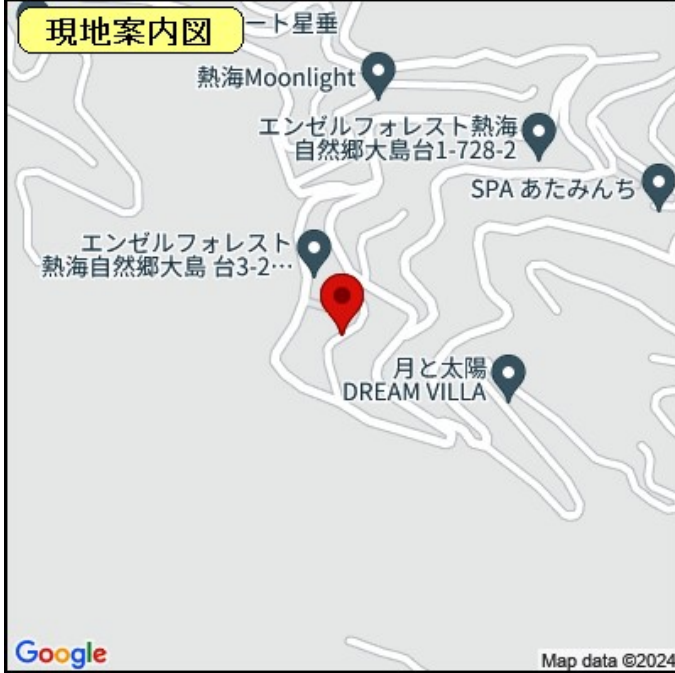 現地案内図
ート星垂
熱海Moonlight
エンゼルフォレスト熱海
自然郷大島台1-728-2
SPA あたみんち
エンゼルフォレスト
熱海自然郷大島 台3-2…
月と太陽
DREAM VILLA
Google
Map data ©2024